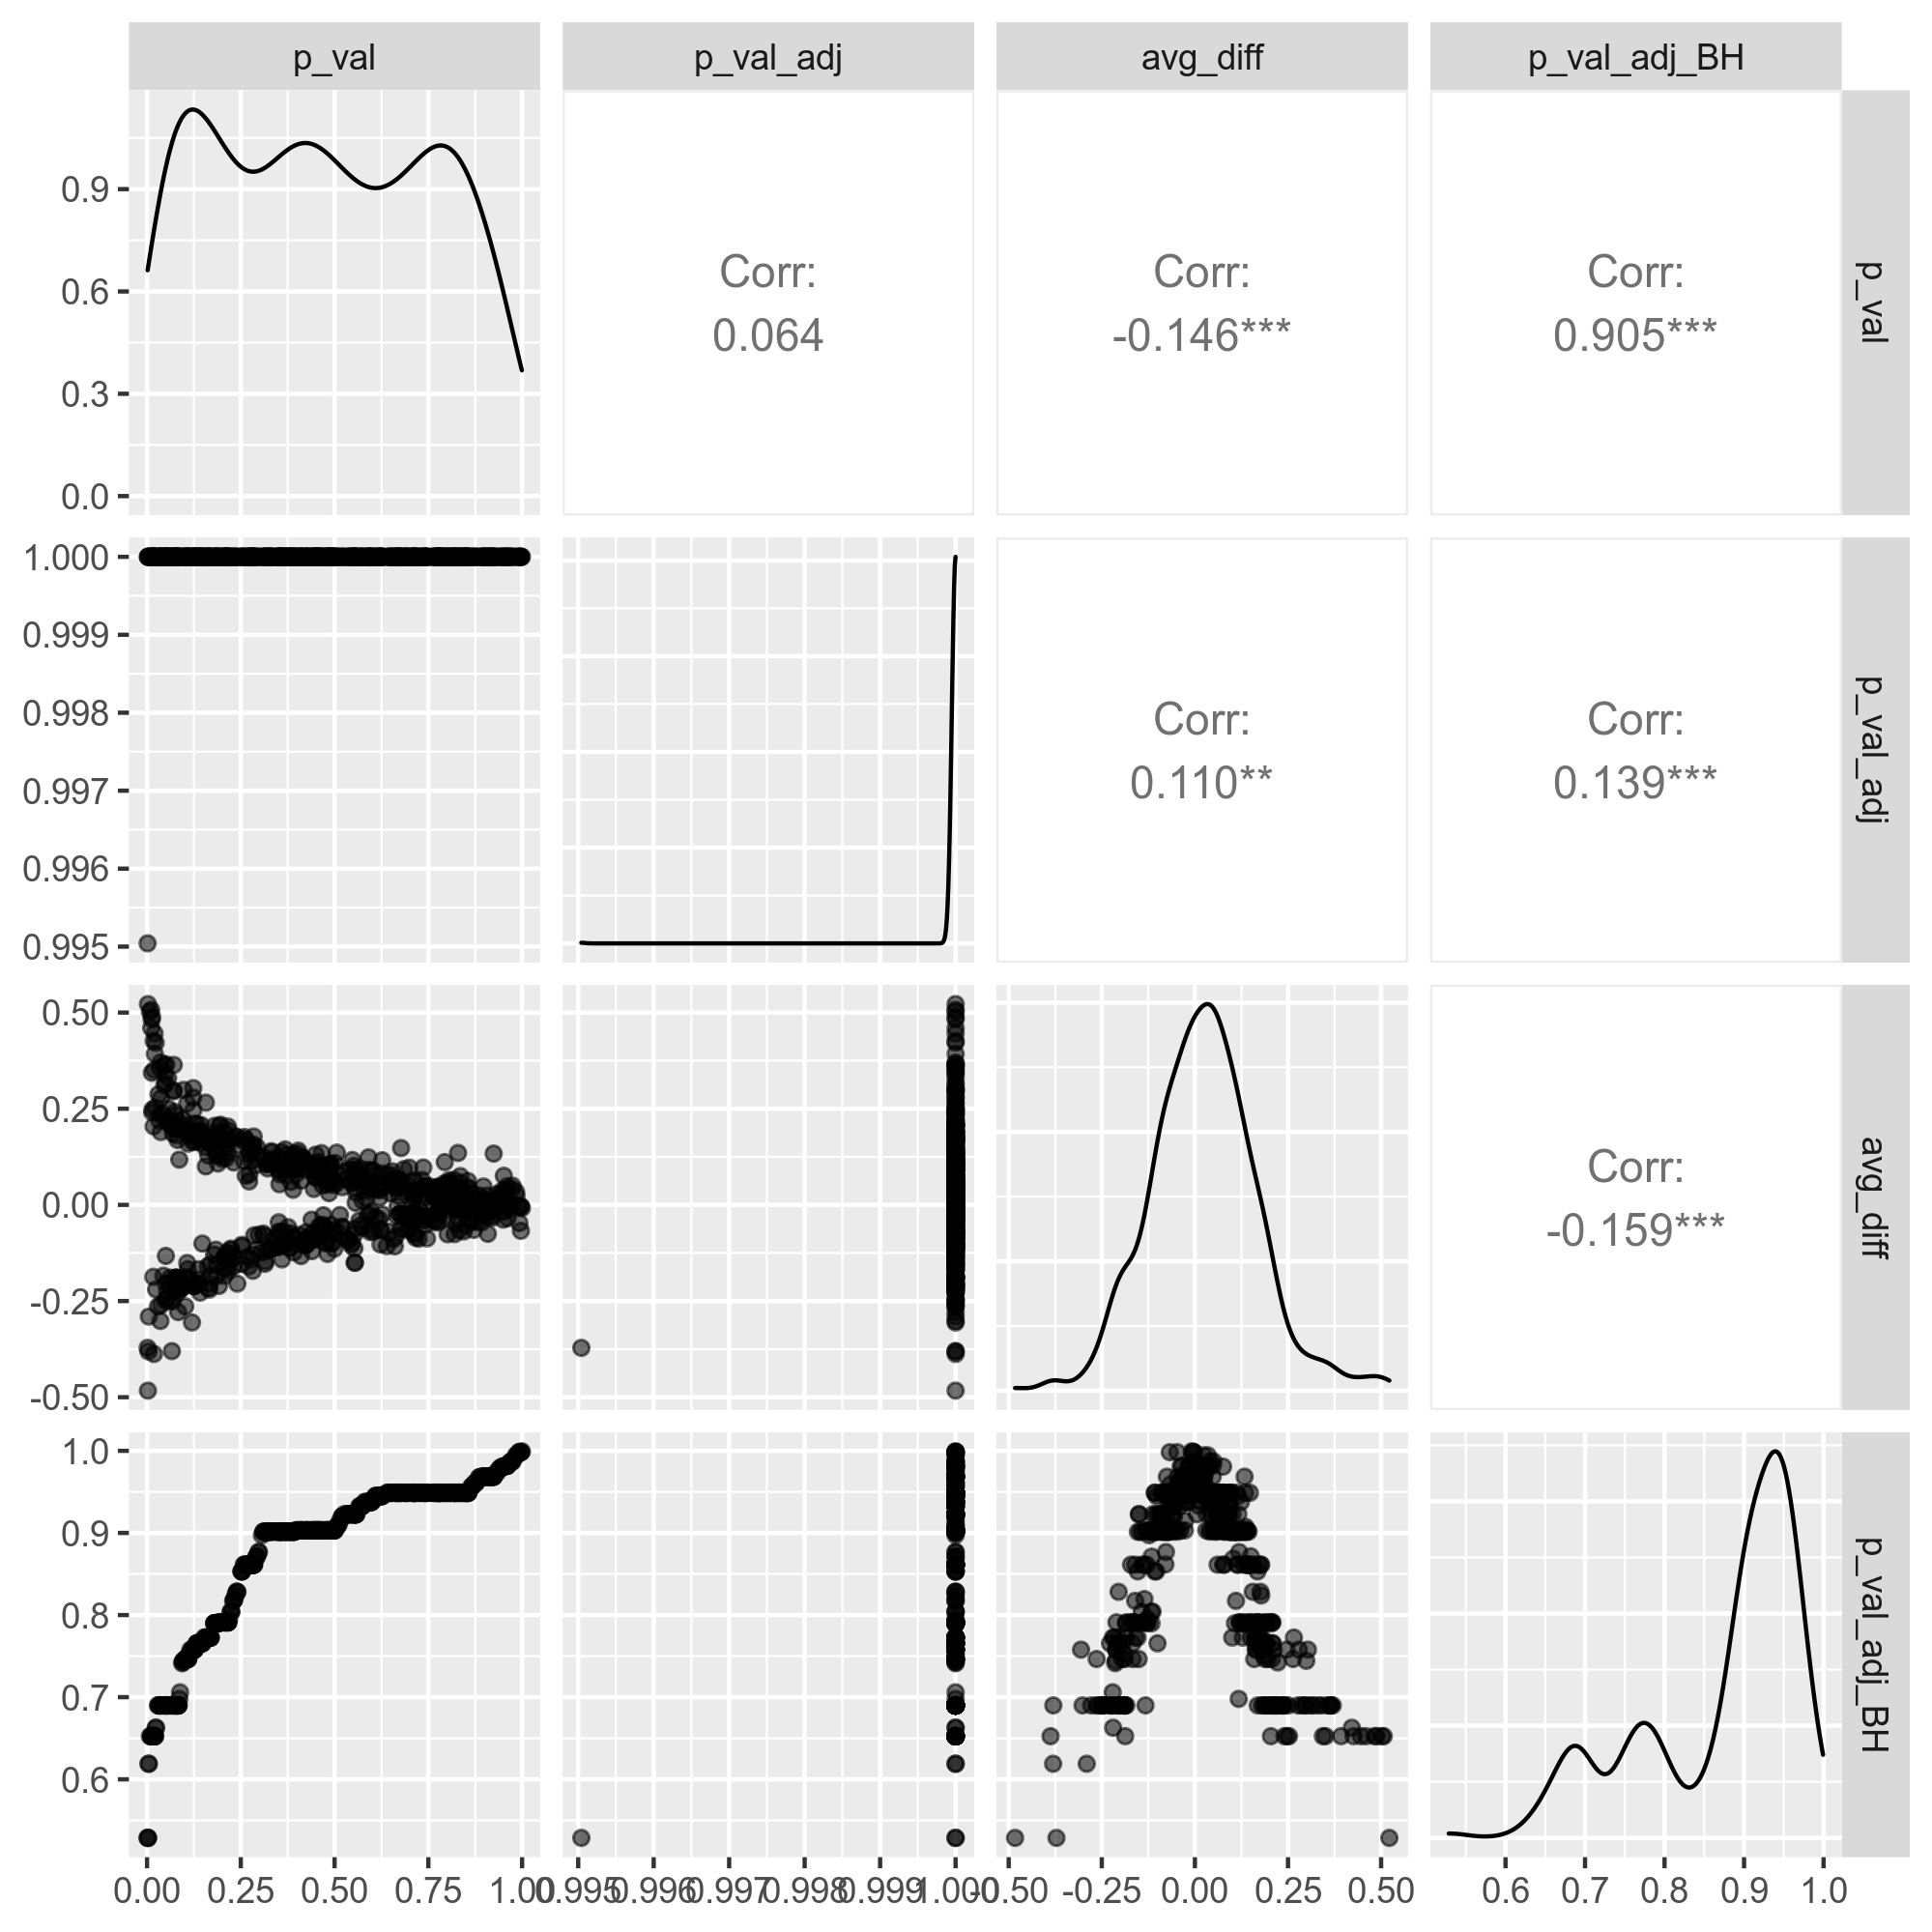 p_val
p_val_adj
avg_diff
p_val_adj_BH
0.9
0.6
0.3
0.0
Corr:
0.064
Corr:
-0.146***
Corr:
0.905***
p_val
1.000
0.999
0.998
0.997
0.996
0.995
Corr:
0.110**
Corr:
0.139***
p_val_adj
0.50
0.25
0.00
-0.25
-0.50
Corr:
-0.159***
avg_diff
1.0
0.9
0.8
0.7
0.6
p_val_adj_BH
0.00 0.25 0.50 0.75 1.00
0.995 0.996 0.997 0.998 0.999 1.000
-0.50 -0.25 0.00 0.25 0.50
0.6 0.7 0.8 0.9 1.0